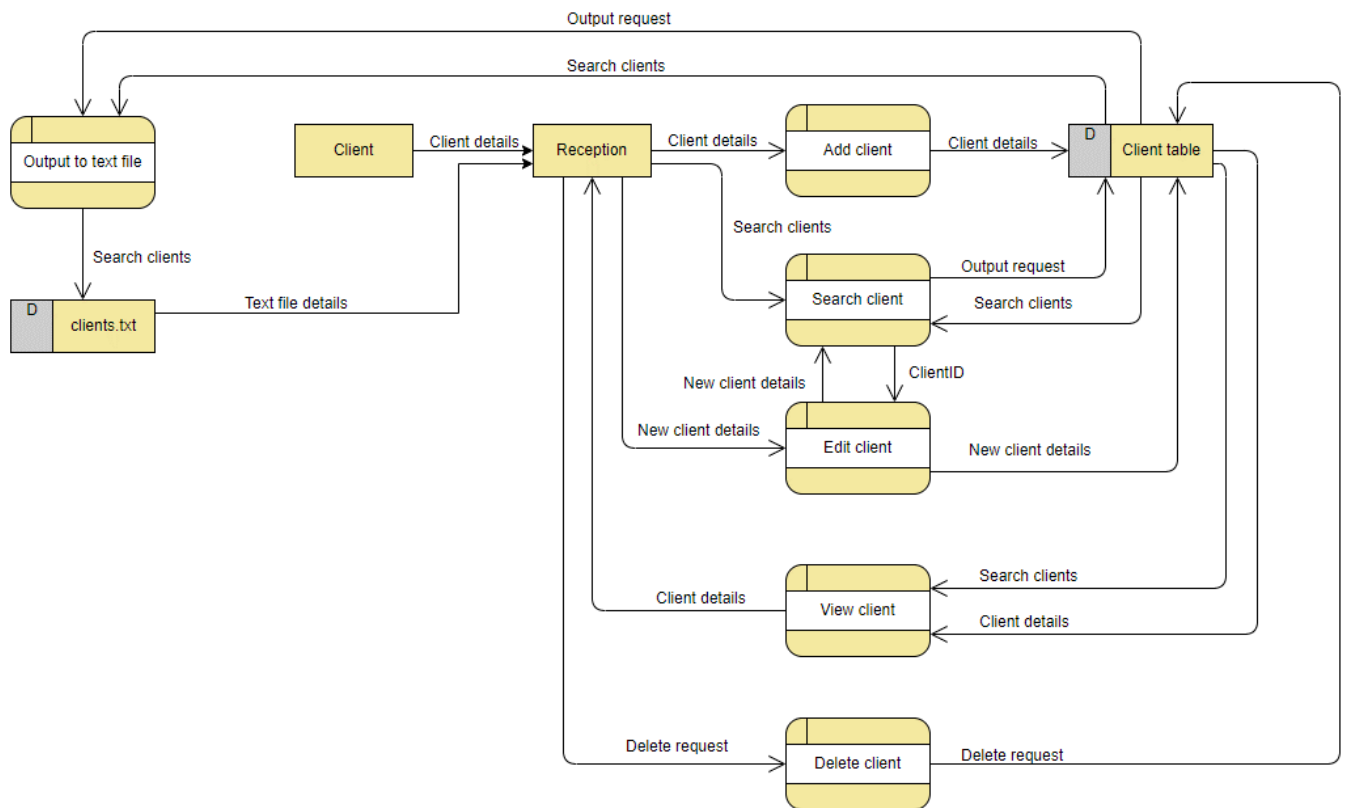 Output request
Search clients
Output to text file
Client
Client details
Reception
Client details
Add client
Client details
D
Client table
Search clients
Search clients
Output request
D
clients.txt
Text file details
Search client
Search clients
New client details
ClientID
New client details
Edit client
New client details
Search clients
Client details
View client
Client details
Delete request
Delete client
Delete request